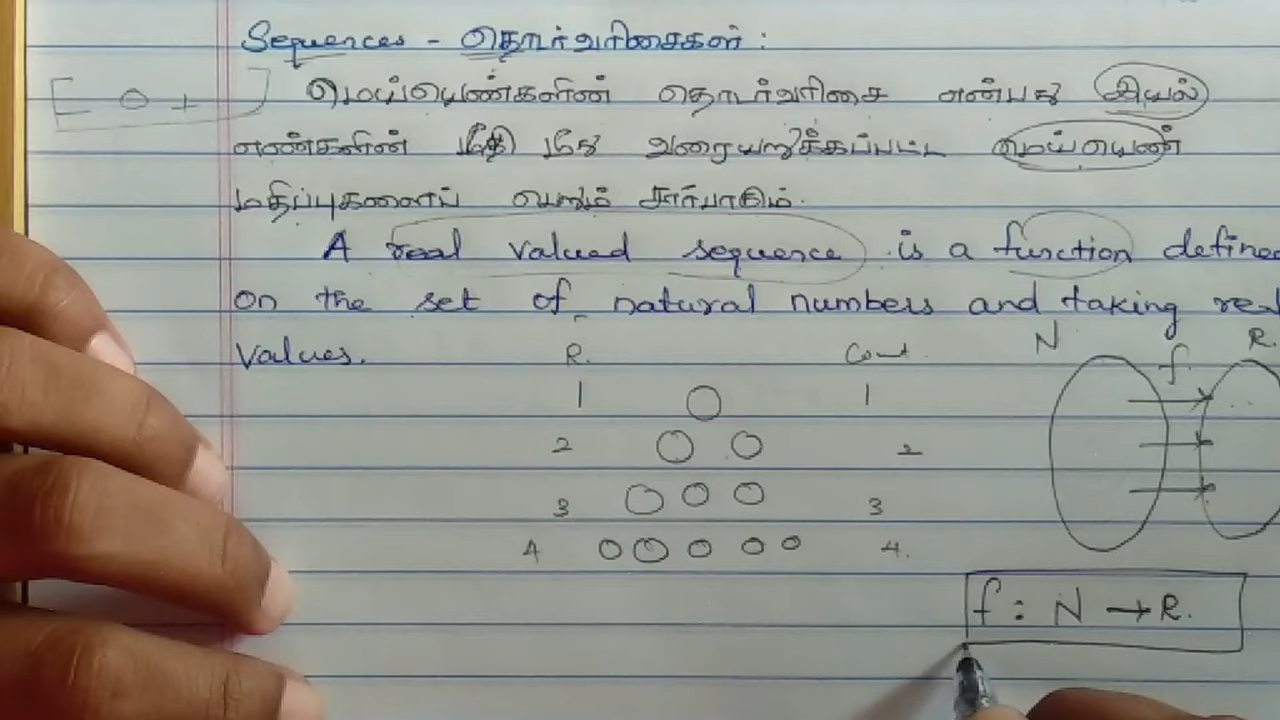 Sequences - தொடர்வரிசைகள் :
மெய்யெண்களின் தொடர்வரிசை என்பது இயல்
எண்களின் மீது வரையறுக்கப்பட்ட மெய்யெண்
மதிப்புகளைப் பெறும் சார்பாகும்.
A real valued sequence is a function define
on the set of natural numbers and taking re
values. R. Count N R.
1 1 f
2 2
3 3
4 4.
f : N → R.